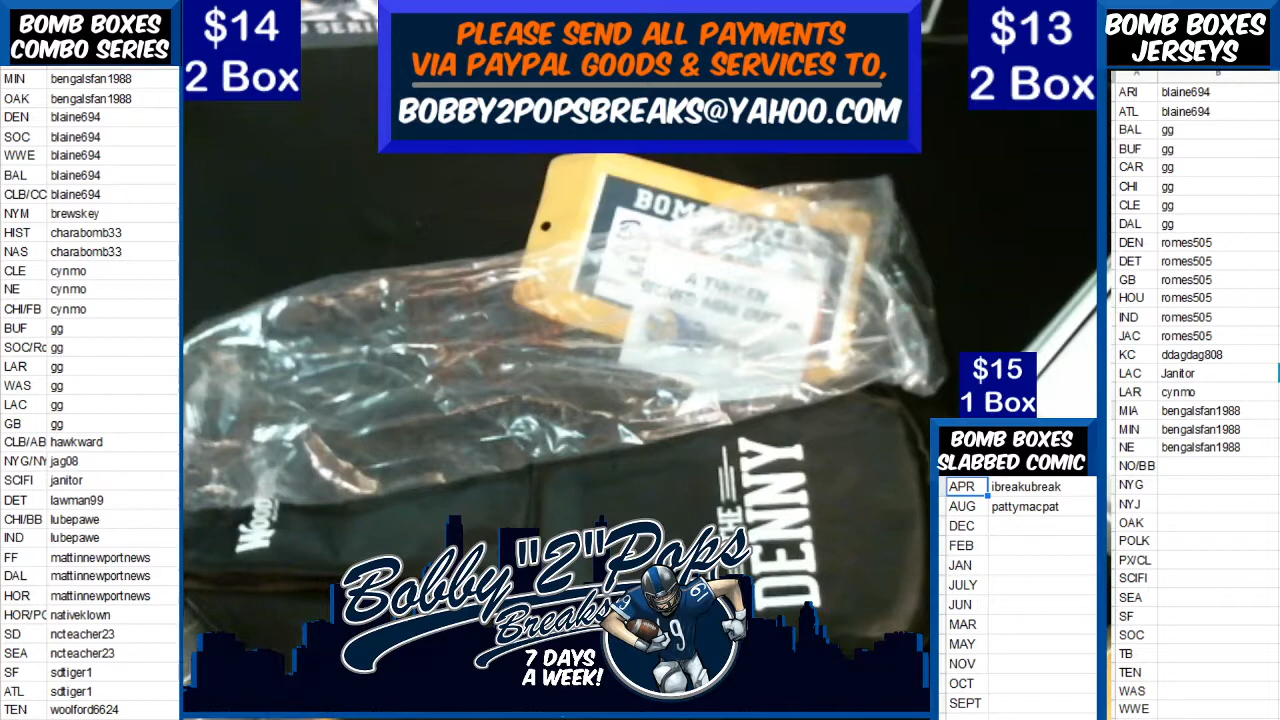 BOMB BOXES
COMBO SERIES
MIN bengalsfan1988
OAK bengalsfan1988
DEN blaine694
SOC blaine694
WWE blaine694
BAL blaine694
CLB/CC blaine694
NYM brewskey
HIST charabomb33
NAS charabomb33
CLE cynmo
NE cynmo
CHI/FB cynmo
BUF gg
SOC/Ro gg
LAR gg
WAS gg
LAC gg
GB gg
CLB/AB hawkward
NYG/NY jag08
SCIFI janitor
DET lawman99
CHI/BB lubepawe
IND lubepawe
FF mattinnewportnews
DAL mattinnewportnews
HOR mattinnewportnews
HOR/PO nativeklown
SD ncteacher23
SEA ncteacher23
SF sdtiger1
ATL sdtiger1
TEN woolford6624
$14
2 Box
PLEASE SEND ALL PAYMENTS
VIA PAYPAL GOODS & SERVICES TO,
BOBBY2POPSBREAKS@YAHOO.COM
$13
2 Box
BOMB BOXES
THE
DENNY
Bobby "2" Pops
Breaks
19
7 DAYS
A WEEK!
$15
1 Box
BOMB BOXES
SLABBED COMIC
APR ibreakubreak
AUG pattymacpat
DEC
FEB
JAN
JULY
JUN
MAR
MAY
NOV
OCT
SEPT
BOMB BOXES
JERSEYS
A B
ARI blaine694
ATL blaine694
BAL gg
BUF gg
CAR gg
CHI gg
CLE gg
DAL gg
DEN romes505
DET romes505
GB romes505
HOU romes505
IND romes505
JAC romes505
KC ddagdag808
LAC Janitor
LAR cynmo
MIA bengalsfan1988
MIN bengalsfan1988
NE bengalsfan1988
NO/BB
NYG
NYJ
OAK
POLK
PX/CL
SCIFI
SEA
SF
SOC
TB
TEN
WAS
WWE